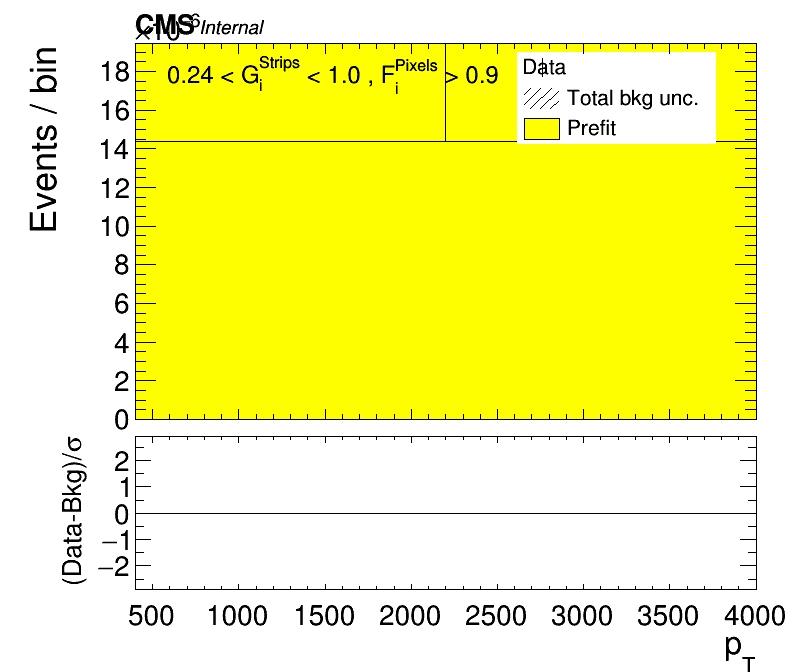 CMS Internal
×10⁶
Events / bin
0.24 < G_i^Strips < 1.0 , F_i^Pixels > 0.9
Data
Total bkg unc.
Prefit
18
16
14
12
10
8
6
4
2
0
(Data-Bkg)/σ
2
1
0
−1
−2
500 1000 1500 2000 2500 3000 3500 4000
p_T